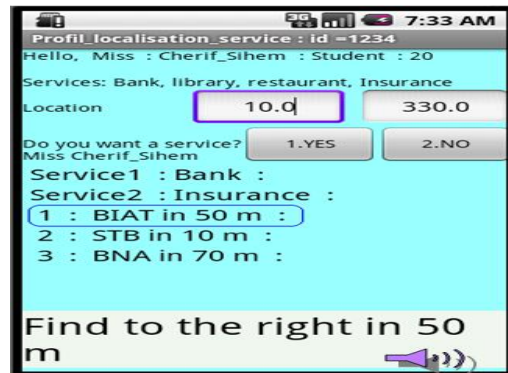 7:33 AM
Profil_localisation_service : id =1234
Hello, Miss : Cherif_Sihem : Student : 20
Services: Bank, library, restaurant, Insurance
Location 10.0 330.0
Do you want a service? 1.YES 2.NO
Miss Cherif_Sihem
Service1 : Bank :
Service2 : Insurance :
1 : BIAT in 50 m :
2 : STB in 10 m :
3 : BNA in 70 m :
Find to the right in 50
m